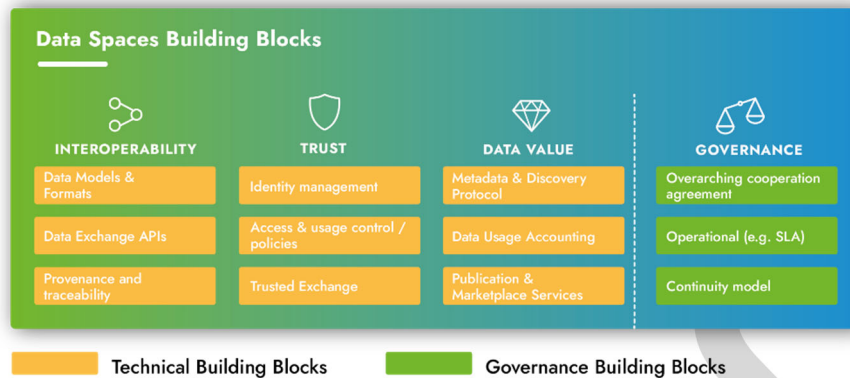 Data Spaces Building Blocks
INTEROPERABILITY
Data Models &
Formats
Data Exchange APIs
Provenance and
traceability
TRUST
Identity management
Access & usage control /
policies
Trusted Exchange
DATA VALUE
Metadata & Discovery
Protocol
Data Usage Accounting
Publication &
Marketplace Services
GOVERNANCE
Overarching cooperation
agreement
Operational (e.g. SLA)
Continuity model
Technical Building Blocks
Governance Building Blocks